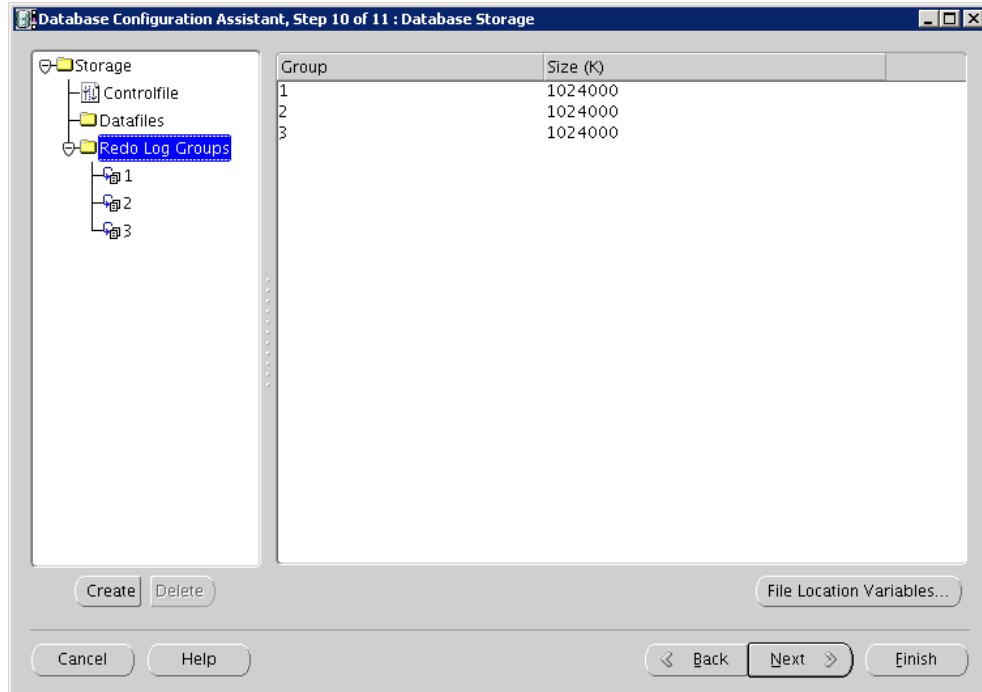 Database Configuration Assistant, Step 10 of 11 : Database Storage
Storage
Controlfile
Datafiles
Redo Log Groups
1
2
3
Group Size (K)
1 1024000
2 1024000
3 1024000
Create Delete File Location Variables...
Cancel Help Back Next Finish